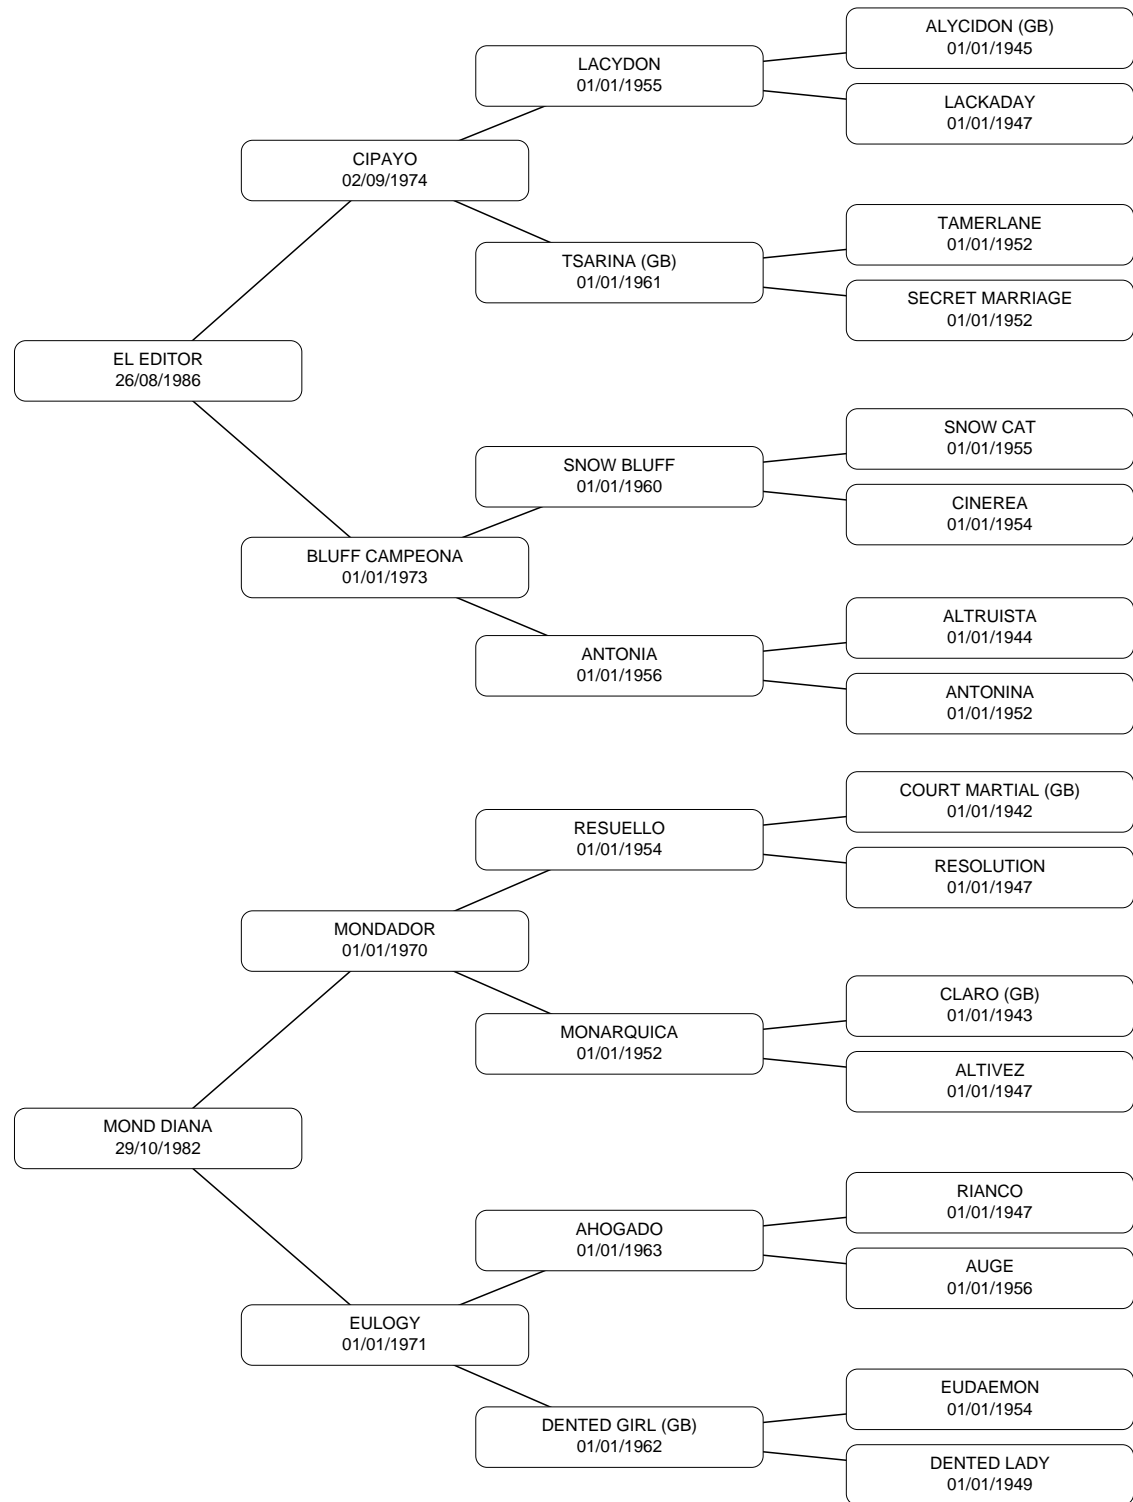 ALYCIDON (GB)
01/01/1945
LACYDON
01/01/1955
LACKADAY
01/01/1947
CIPAYO
02/09/1974
TAMERLANE
01/01/1952
TSARINA (GB)
01/01/1961
SECRET MARRIAGE
01/01/1952
EL EDITOR
26/08/1986
SNOW CAT
01/01/1955
SNOW BLUFF
01/01/1960
CINEREA
01/01/1954
BLUFF CAMPEONA
01/01/1973
ALTRUISTA
01/01/1944
ANTONIA
01/01/1956
ANTONINA
01/01/1952
COURT MARTIAL (GB)
01/01/1942
RESUELLO
01/01/1954
RESOLUTION
01/01/1947
MONDADOR
01/01/1970
CLARO (GB)
01/01/1943
MONARQUICA
01/01/1952
ALTIVEZ
01/01/1947
MOND DIANA
29/10/1982
RIANCO
01/01/1947
AHOGADO
01/01/1963
AUGE
01/01/1956
EULOGY
01/01/1971
EUDAEMON
01/01/1954
DENTED GIRL (GB)
01/01/1962
DENTED LADY
01/01/1949